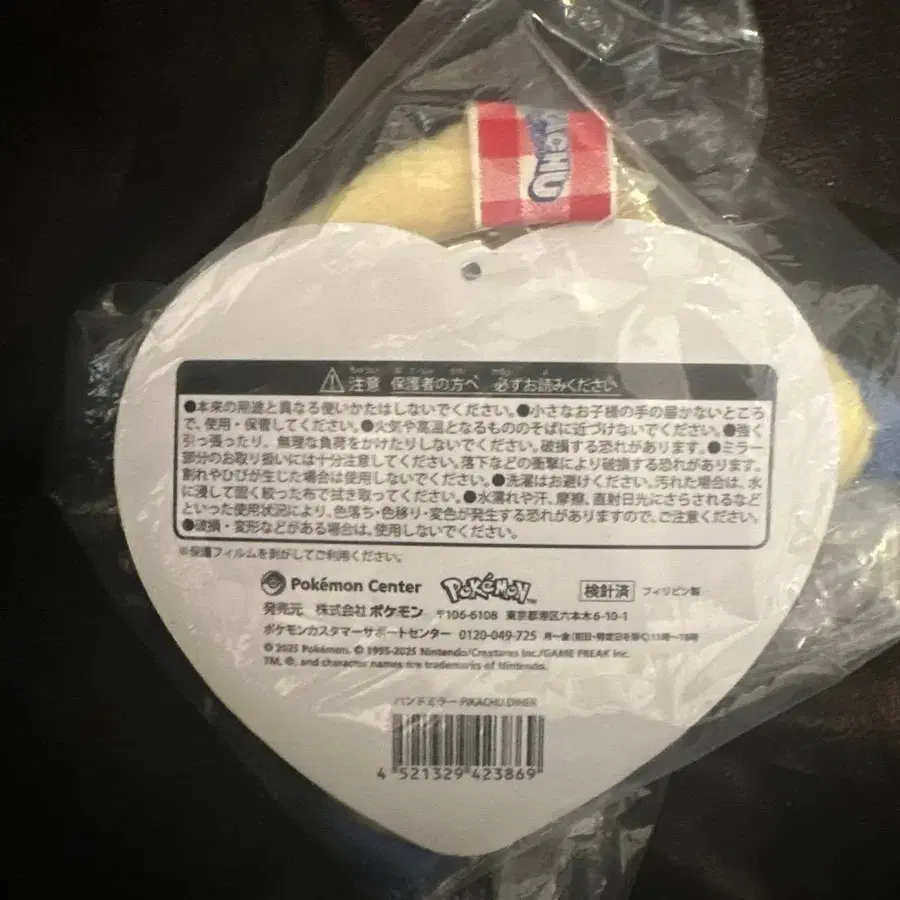 ACHU
注意 保護者の方へ 必ずお読みください
●本来の用途と異なる使いかたはしないでください。●小さなお子様の手の届かないところ
で、使用・保管してください。●火気や高温となるもののそばに近づけないでください。●強く
引っ張ったり、無理な負荷をかけたりしないでください。破損する恐れがあります。●ミラー
部分のお取り扱いには十分注意してください。落下などの衝撃により破損する恐れがあります。
割れやひびが生じた場合は使用しないでください。●洗濯はお避けください。汚れた場合は、水
に浸して固く絞った布で拭き取ってください。●水濡れや汗、摩擦、直射日光にさらされるなど
といった使用状況により、色落ち・色移り・変色が発生する恐れがありますので、ご注意ください。
●破損・変形などがある場合は、使用しないでください。
※保護フィルムを剥がしてご利用ください。
Pokémon Center POKéMON TM 検針済 フィリピン製
発売元 株式会社ポケモン 〒106-6108 東京都港区六本木6-10-1
ポケモンカスタマーサポートセンター 0120-049-725 月~金(祝日・特定日を除く)11時~18時
© 2025 Pokémon. © 1995-2025 Nintendo/Creatures Inc./GAME FREAK inc.
TM, ®, and character names are trademarks of Nintendo.
ハンドミラー PIKACHU DINER
4 521329 423869